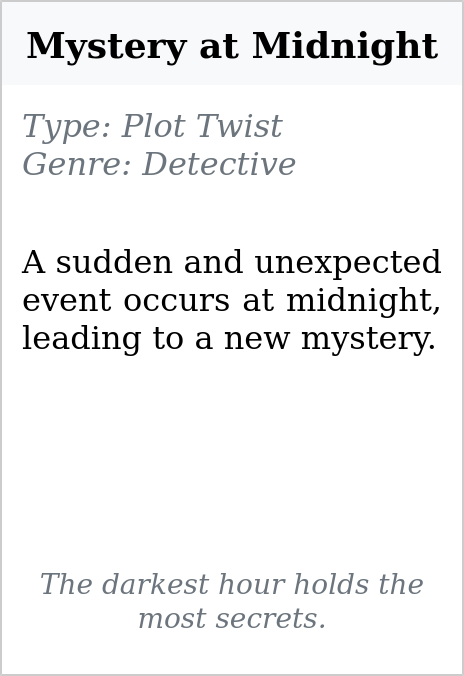 Mystery at Midnight
Type: Plot Twist
Genre: Detective
A sudden and unexpected
event occurs at midnight,
leading to a new mystery.
The darkest hour holds the
most secrets.